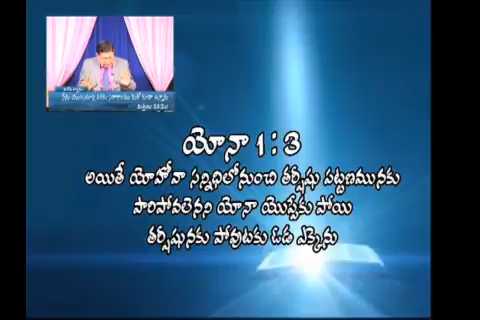 యోనా 1 : 3
అయితే యెహోవా సన్నిధిలోనుంచి తర్షీషు పట్టణమునకు
పారిపోవలెనని యోనా యొప్పేకు పోయి
తర్షీషునకు పోవుటకు ఓడ ఎక్కెను